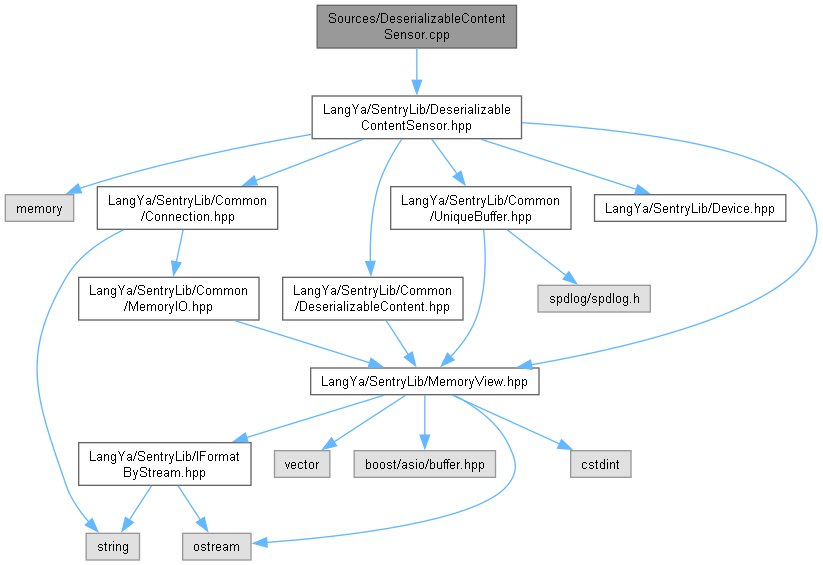 Sources/DeserializableContent
Sensor.cpp
LangYa/SentryLib/Deserializable
ContentSensor.hpp
memory
LangYa/SentryLib/Common
/Connection.hpp
LangYa/SentryLib/Common
/UniqueBuffer.hpp
LangYa/SentryLib/Device.hpp
LangYa/SentryLib/Common
/MemoryIO.hpp
LangYa/SentryLib/Common
/DeserializableContent.hpp
spdlog/spdlog.h
LangYa/SentryLib/MemoryView.hpp
LangYa/SentryLib/IFormat
ByStream.hpp
vector
boost/asio/buffer.hpp
cstdint
string
ostream